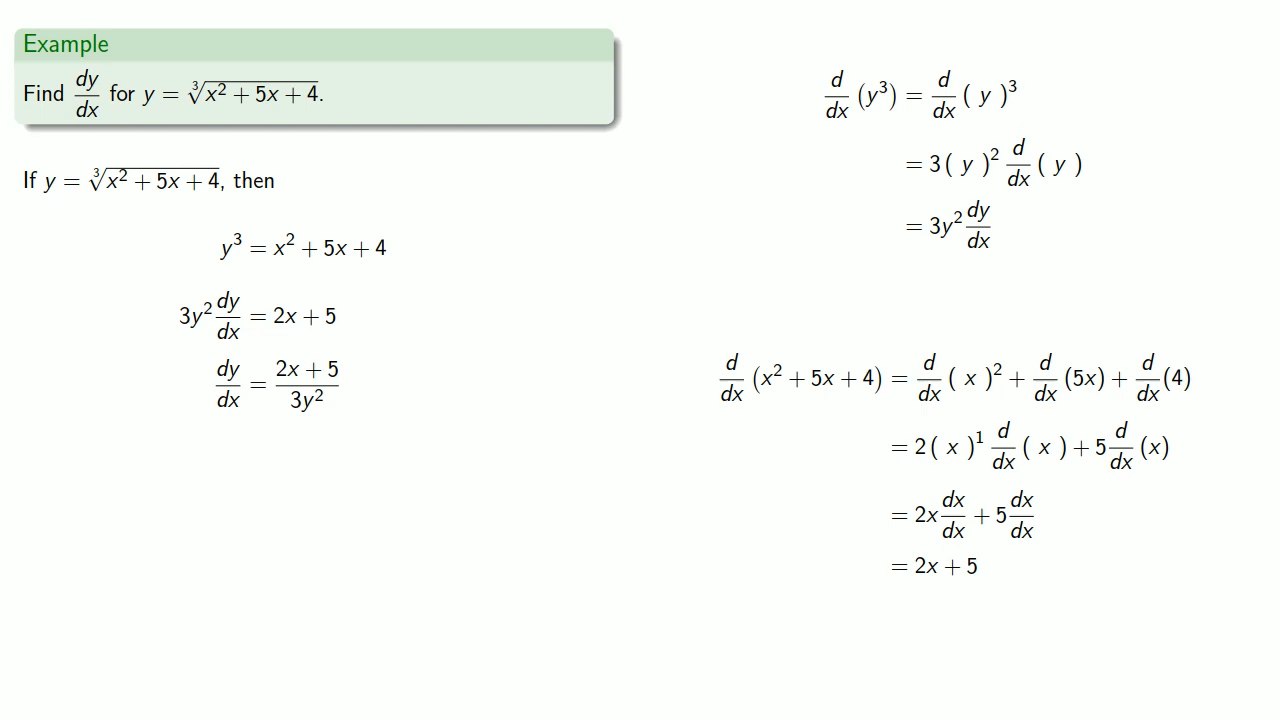 Example
Find dy/dx for y = ∛(x² + 5x + 4).
If y = ∛(x² + 5x + 4), then
y³ = x² + 5x + 4
3y² dy/dx = 2x + 5
dy/dx = (2x + 5)/(3y²)
d/dx (y³) = d/dx ( y )³
= 3 ( y )² d/dx ( y )
= 3y² dy/dx
d/dx (x² + 5x + 4) = d/dx ( x )² + d/dx (5x) + d/dx (4)
= 2 ( x )¹ d/dx ( x ) + 5 d/dx (x)
= 2x dx/dx + 5 dx/dx
= 2x + 5